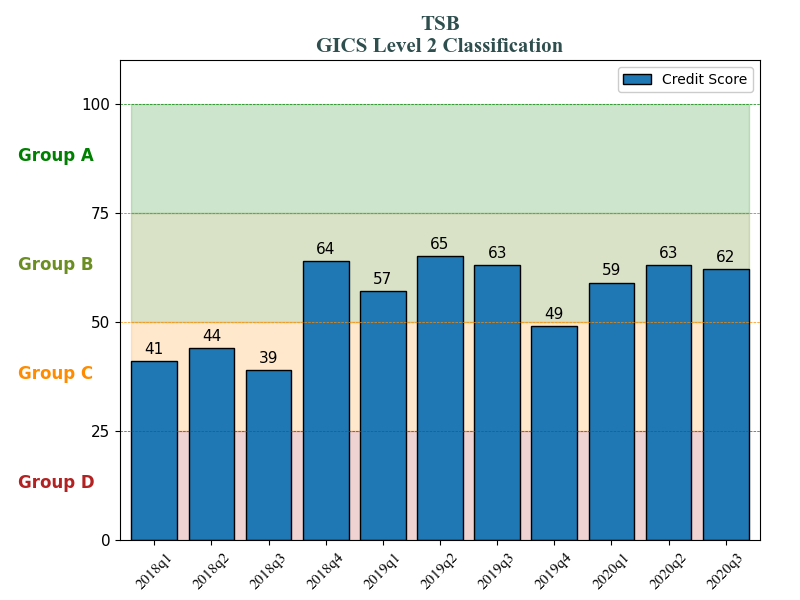 TSB
GICS Level 2 Classification
Credit Score
100
Group A
75
Group B
50
Group C
25
Group D
0
41
44
39
64
57
65
63
49
59
63
62
2018q1
2018q2
2018q3
2018q4
2019q1
2019q2
2019q3
2019q4
2020q1
2020q2
2020q3